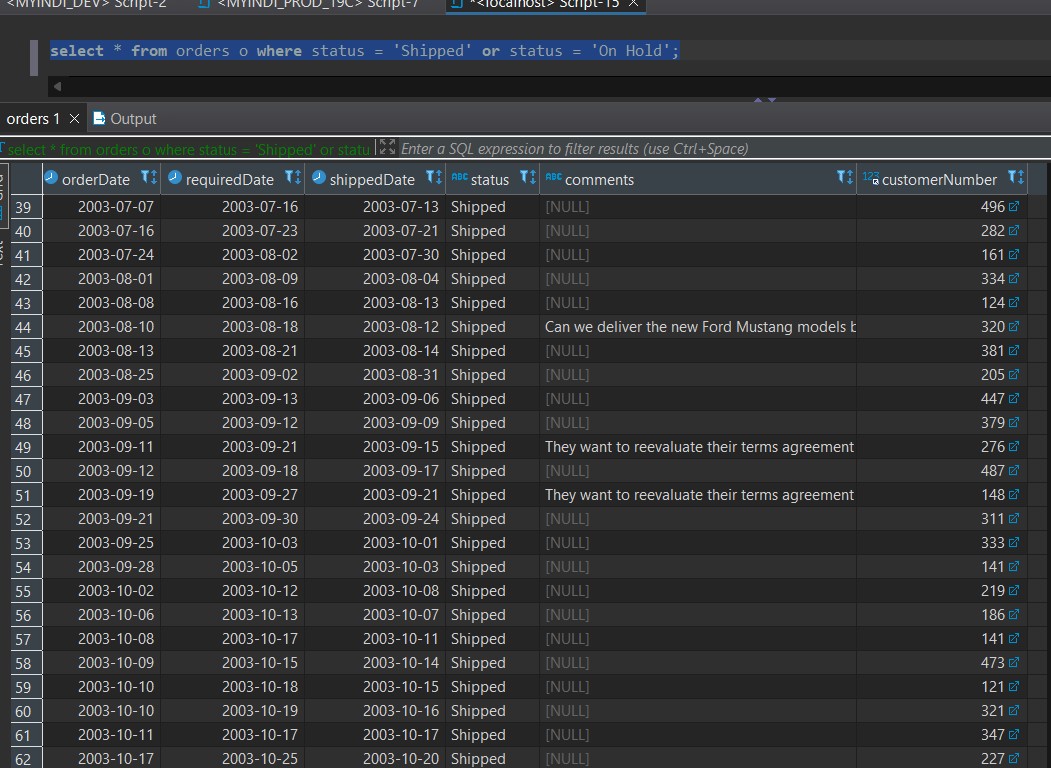 <MYINDI_DEV> Script-2 <MYINDI_PROD_19C> Script-7 *<localhost> Script-15
select * from orders o where status = 'Shipped' or status = 'On Hold';
orders 1 Output
select * from orders o where status = 'Shipped' or statu Enter a SQL expression to filter results (use Ctrl+Space)
orderDate requiredDate shippedDate ABC status ABC comments 123 customerNumber
39 2003-07-07 2003-07-16 2003-07-13 Shipped [NULL] 496
40 2003-07-16 2003-07-23 2003-07-21 Shipped [NULL] 282
41 2003-07-24 2003-08-02 2003-07-30 Shipped [NULL] 161
42 2003-08-01 2003-08-09 2003-08-04 Shipped [NULL] 334
43 2003-08-08 2003-08-16 2003-08-13 Shipped [NULL] 124
44 2003-08-10 2003-08-18 2003-08-12 Shipped Can we deliver the new Ford Mustang models b 320
45 2003-08-13 2003-08-21 2003-08-14 Shipped [NULL] 381
46 2003-08-25 2003-09-02 2003-08-31 Shipped [NULL] 205
47 2003-09-03 2003-09-13 2003-09-06 Shipped [NULL] 447
48 2003-09-05 2003-09-12 2003-09-09 Shipped [NULL] 379
49 2003-09-11 2003-09-21 2003-09-15 Shipped They want to reevaluate their terms agreement 276
50 2003-09-12 2003-09-18 2003-09-17 Shipped [NULL] 487
51 2003-09-19 2003-09-27 2003-09-21 Shipped They want to reevaluate their terms agreement 148
52 2003-09-21 2003-09-30 2003-09-24 Shipped [NULL] 311
53 2003-09-25 2003-10-03 2003-10-01 Shipped [NULL] 333
54 2003-09-28 2003-10-05 2003-10-03 Shipped [NULL] 141
55 2003-10-02 2003-10-12 2003-10-08 Shipped [NULL] 219
56 2003-10-06 2003-10-13 2003-10-07 Shipped [NULL] 186
57 2003-10-08 2003-10-17 2003-10-11 Shipped [NULL] 141
58 2003-10-09 2003-10-15 2003-10-14 Shipped [NULL] 473
59 2003-10-10 2003-10-18 2003-10-15 Shipped [NULL] 121
60 2003-10-10 2003-10-19 2003-10-16 Shipped [NULL] 321
61 2003-10-11 2003-10-17 2003-10-17 Shipped [NULL] 347
62 2003-10-17 2003-10-25 2003-10-20 Shipped [NULL] 227